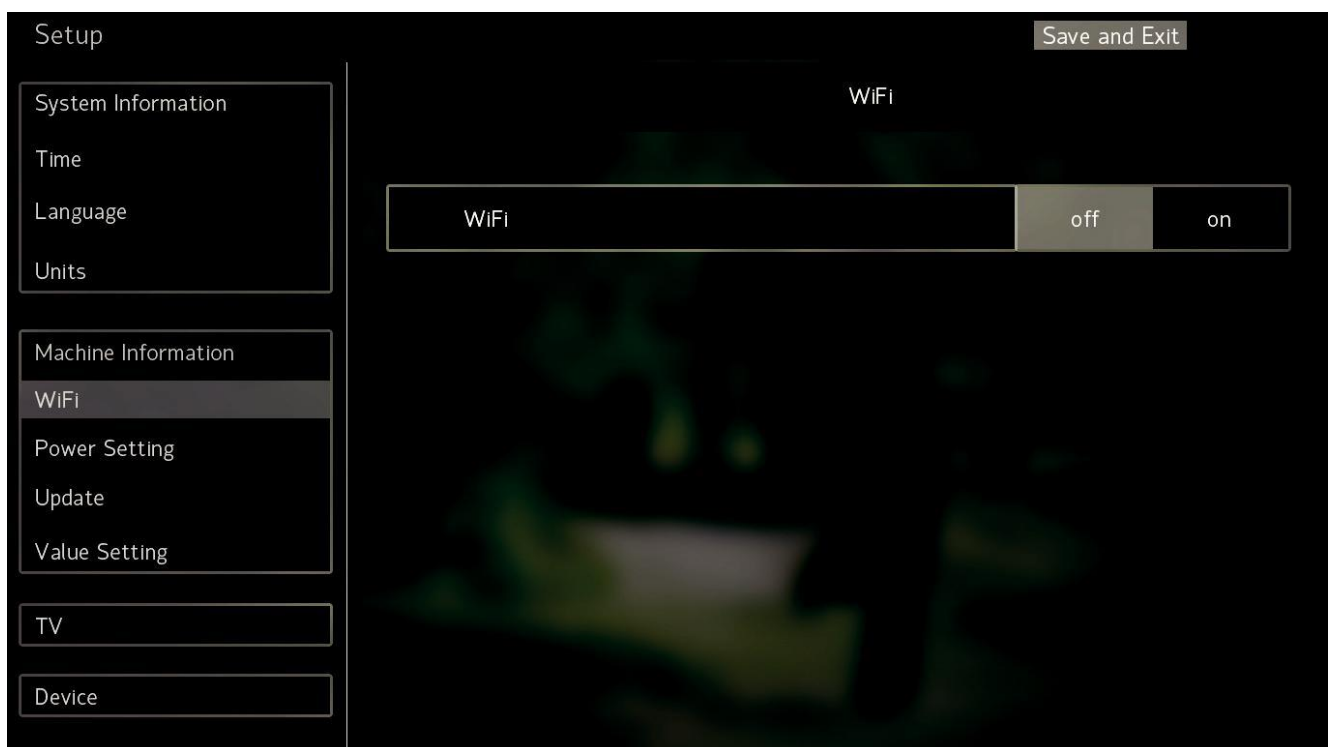 Setup
Save and Exit
System Information
Time
Language
Units
Machine Information
WiFi
Power Setting
Update
Value Setting
TV
Device
WiFi
WiFi off on